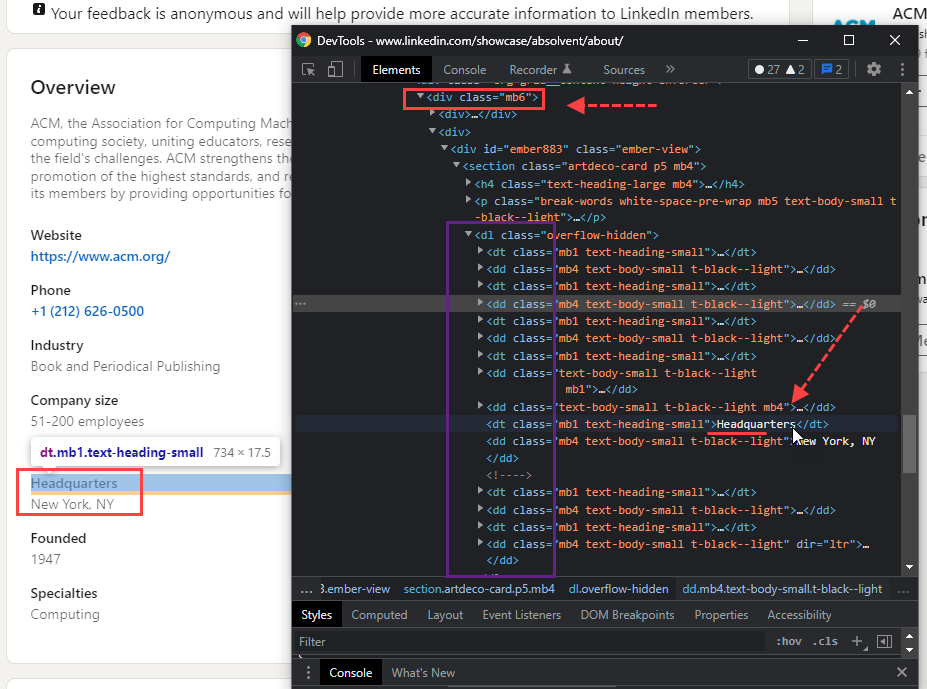 Your feedback is anonymous and will help provide more accurate information to LinkedIn members.
ACM
DevTools - www.linkedin.com/showcase/absolvent/about/
Elements Console Recorder Sources » 27 2 2
Overview
ACM, the Association for Computing Mach
computing society, uniting educators, rese
the field's challenges. ACM strengthens the
promotion of the highest standards, and re
its members by providing opportunities fo
Website
https://www.acm.org/
Phone
+1 (212) 626-0500
Industry
Book and Periodical Publishing
Company size
51-200 employees
dt.mb1.text-heading-small 734 × 17.5
Headquarters
New York, NY
Founded
1947
Specialties
Computing
<div class="mb6">
<div>…</div>
<div>
<div id="ember883" class="ember-view">
<section class="artdeco-card p5 mb4">
<h4 class="text-heading-large mb4">…</h4>
<p class="break-words white-space-pre-wrap mb5 text-body-small t
-black--light">…</p>
<dl class="overflow-hidden">
<dt class="mb1 text-heading-small">…</dt>
<dd class="mb4 text-body-small t-black--light">…</dd>
<dt class="mb1 text-heading-small">…</dt>
<dd class="mb4 text-body-small t-black--light">…</dd> == $0
<dt class="mb1 text-heading-small">…</dt>
<dd class="mb4 text-body-small t-black--light">…</dd>
<dt class="mb1 text-heading-small">…</dt>
<dd class="text-body-small t-black--light
mb1">…</dd>
<dd class="text-body-small t-black--light mb4">…</dd>
<dt class="mb1 text-heading-small">Headquarters</dt>
<dd class="mb4 text-body-small t-black--light">New York, NY
</dd>
<!---->
<dt class="mb1 text-heading-small">…</dt>
<dd class="mb4 text-body-small t-black--light">…</dd>
<dt class="mb1 text-heading-small">…</dt>
<dd class="mb4 text-body-small t-black--light" dir="ltr">…
</dd>
... 3.ember-view section.artdeco-card.p5.mb4 dl.overflow-hidden dd.mb4.text-body-small.t-black--light ...
Styles Computed Layout Event Listeners DOM Breakpoints Properties Accessibility
Filter :hov .cls +
Console What's New